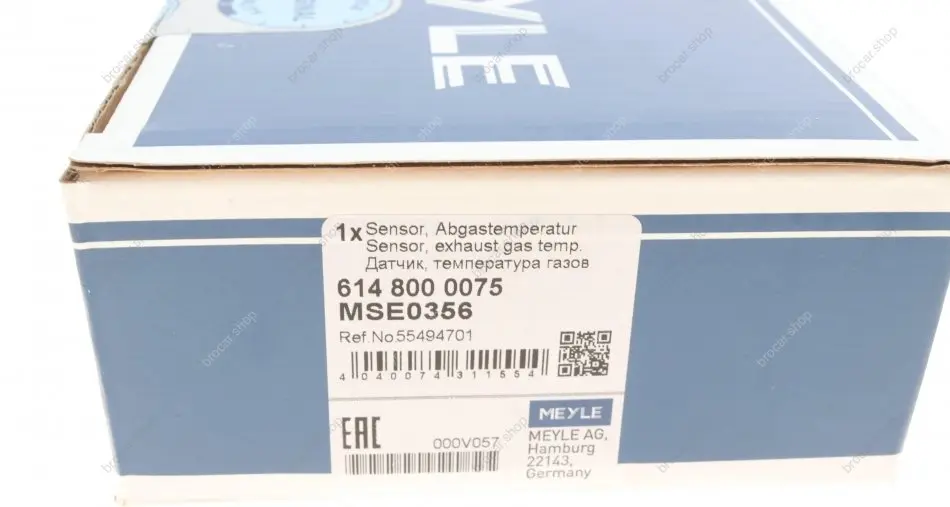 MEYLE
1x Sensor, Abgastemperatur
Sensor, exhaust gas temp.
Датчик, температура газов
614 800 0075
MSE0356
Ref.No.55494701
4 040074 311554
EAC
000V057
MEYLE
MEYLE AG,
Hamburg
22143,
Germany
brocar.shop